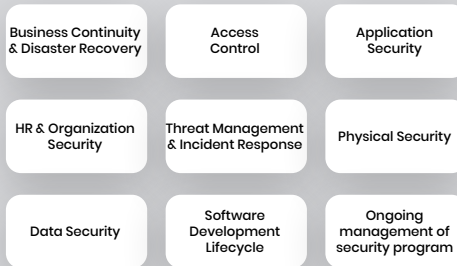 Business Continuity
& Disaster Recovery
Access
Control
Application
Security
HR & Organization
Security
Threat Management
& Incident Response
Physical Security
Data Security
Software
Development
Lifecycle
Ongoing
management of
security program